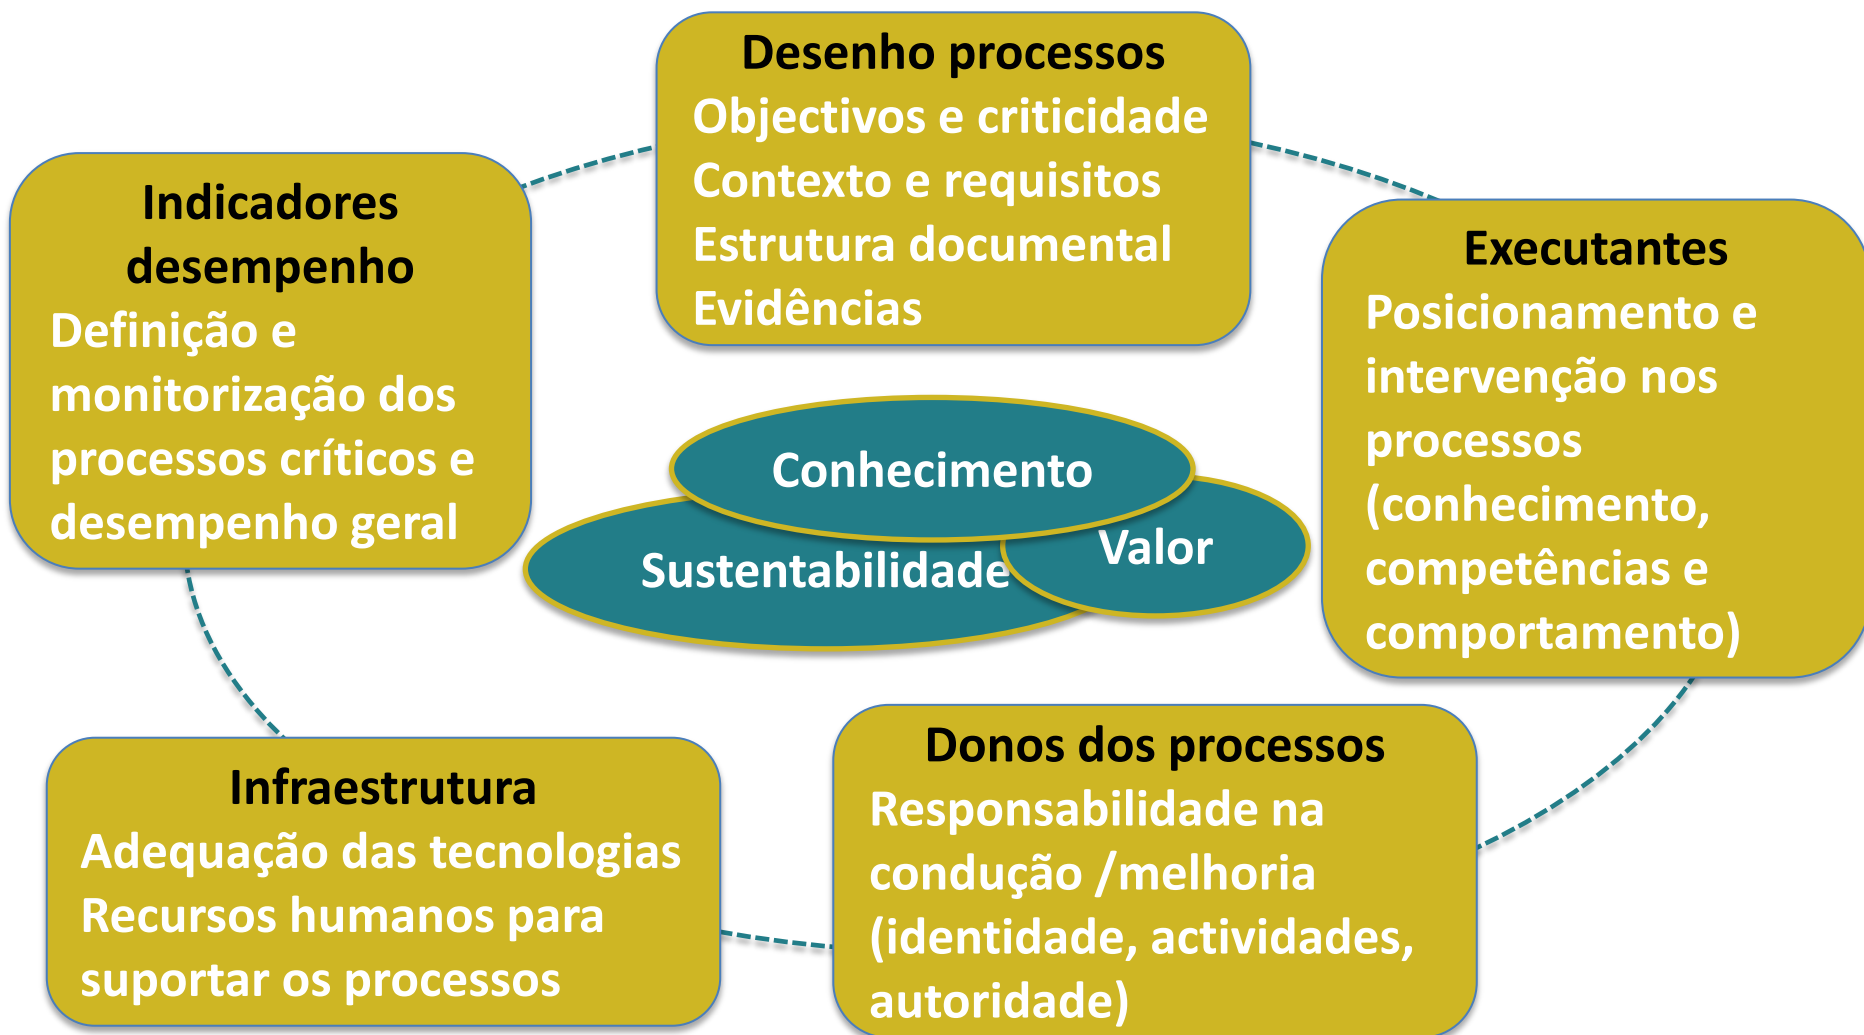 Desenho processos
Objectivos e criticidade
Contexto e requisitos
Estrutura documental
Evidências
Indicadores
desempenho
Definição e
monitorização dos
processos críticos e
desempenho geral
Executantes
Posicionamento e
intervenção nos
processos
(conhecimento,
competências e
comportamento)
Conhecimento
Valor
Sustentabilidade
Infraestrutura
Adequação das tecnologias
Recursos humanos para
suportar os processos
Donos dos processos
Responsabilidade na
condução /melhoria
(identidade, actividades,
autoridade)